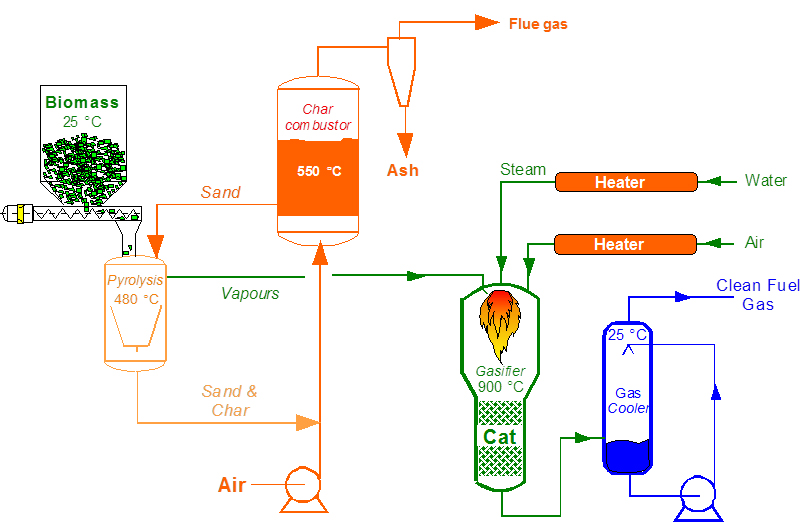 Flue gas
Biomass
25 °C
Char
combustor
550 °C
Ash
Sand
Steam
Heater
Water
Heater
Air
Pyrolysis
480 °C
Vapours
Clean Fuel
Gas
25 °C
Gasifier
900 °C
Gas
Cooler
Sand &
Char
Cat
Air